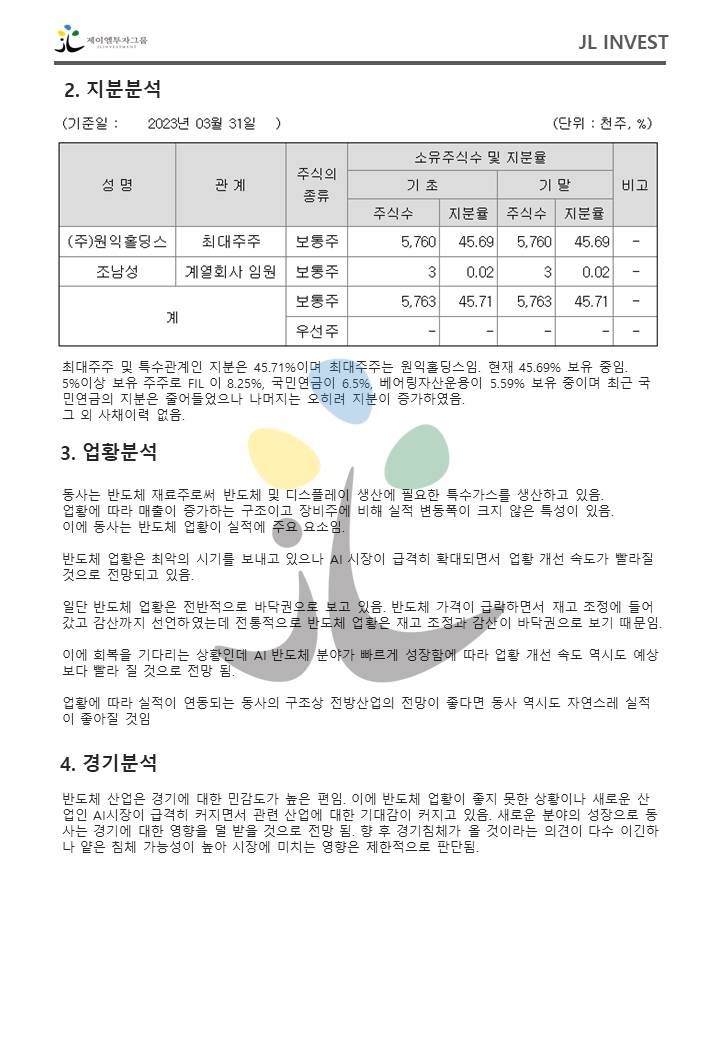 제이엘투자그룹
JLINVESTMENT
JL INVEST
2. 지분분석
(기준일 : 2023년 03월 31일 )
(단위 : 천주, %)
성 명 관 계 주식의 종류 소유주식수 및 지분율 비고
기 초 기 말
주식수 지분율 주식수 지분율
(주)원익홀딩스 최대주주 보통주 5,760 45.69 5,760 45.69 -
조남성 계열회사 임원 보통주 3 0.02 3 0.02 -
계 보통주 5,763 45.71 5,763 45.71 -
우선주 - - - - -
최대주주 및 특수관계인 지분은 45.71%이며 최대주주는 원익홀딩스임. 현재 45.69% 보유 중임.
5%이상 보유 주주로 FIL 이 8.25%, 국민연금이 6.5%, 베어링자산운용이 5.59% 보유 중이며 최근 국
민연금의 지분은 줄어들었으나 나머지는 오히려 지분이 증가하였음.
그 외 사채이력 없음.
3. 업황분석
동사는 반도체 재료주로써 반도체 및 디스플레이 생산에 필요한 특수가스를 생산하고 있음.
업황에 따라 매출이 증가하는 구조이고 장비주에 비해 실적 변동폭이 크지 않은 특성이 있음.
이에 동사는 반도체 업황이 실적에 주요 요소임.
반도체 업황은 최악의 시기를 보내고 있으나 AI 시장이 급격히 확대되면서 업황 개선 속도가 빨라질
것으로 전망되고 있음.
일단 반도체 업황은 전반적으로 바닥권으로 보고 있음. 반도체 가격이 급락하면서 재고 조정에 들어
갔고 감산까지 선언하였는데 전통적으로 반도체 업황은 재고 조정과 감산이 바닥권으로 보기 때문임.
이에 회복을 기다리는 상황인데 AI 반도체 분야가 빠르게 성장함에 따라 업황 개선 속도 역시도 예상
보다 빨라 질 것으로 전망 됨.
업황에 따라 실적이 연동되는 동사의 구조상 전방산업의 전망이 좋다면 동사 역시도 자연스레 실적
이 좋아질 것임
4. 경기분석
반도체 산업은 경기에 대한 민감도가 높은 편임. 이에 반도체 업황이 좋지 못한 상황이나 새로운 산
업인 AI시장이 급격히 커지면서 관련 산업에 대한 기대감이 커지고 있음. 새로운 분야의 성장으로 동
사는 경기에 대한 영향을 덜 받을 것으로 전망 됨. 향 후 경기침체가 올 것이라는 의견이 다수 이긴하
나 얕은 침체 가능성이 높아 시장에 미치는 영향은 제한적으로 판단됨.